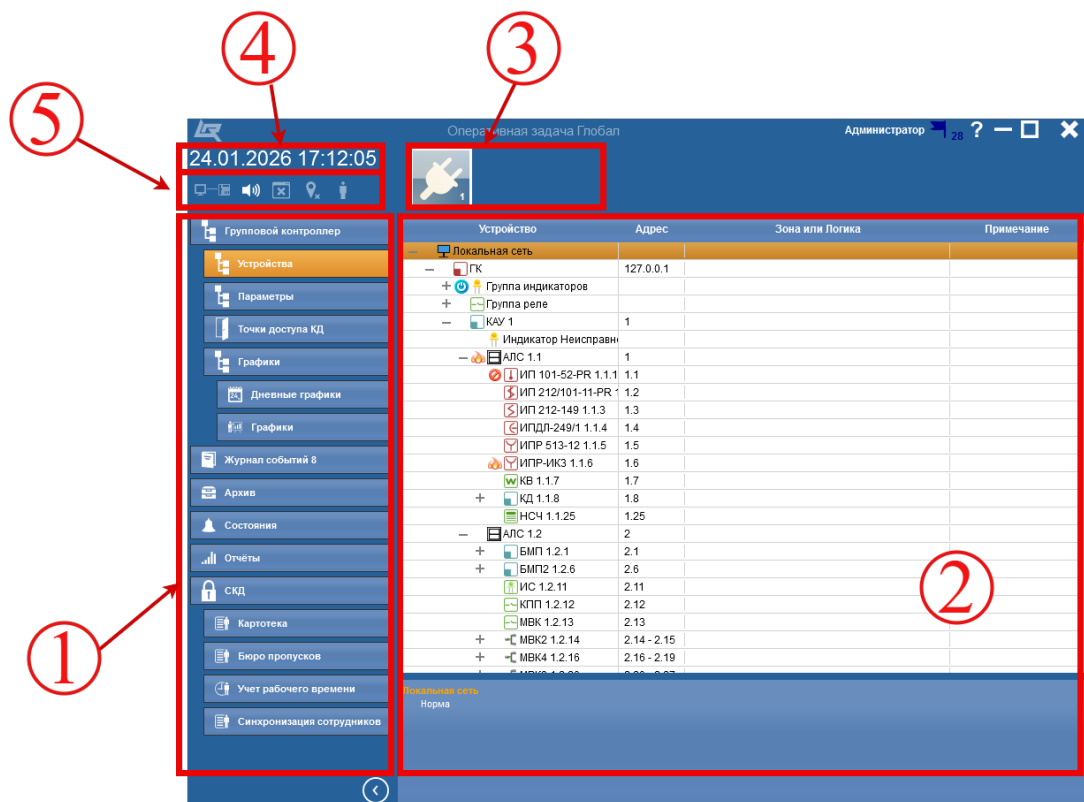 4
3
5
Оперативная задача Глобал
Администратор 28 ?
24.01.2026 17:12:05
1
Групповой контроллер
Устройства
Параметры
Точки доступа КД
Графики
24
Дневные графики
Графики
Журнал событий 8
Архив
Состояния
Отчёты
СКД
Картотека
Бюро пропусков
Учет рабочего времени
Синхронизация сотрудников
1
Устройство Адрес Зона или Логика Примечание
Локальная сеть
ГК 127.0.0.1
Группа индикаторов
Группа реле
КАУ 1 1
Индикатор Неисправн
АЛС 1.1 1
ИП 101-52-PR 1.1.1 1.1
ИП 212/101-11-PR 1 1.2
ИП 212-149 1.1.3 1.3
ИПДЛ-249/1 1.1.4 1.4
ИПР 513-12 1.1.5 1.5
ИПР-ИКЗ 1.1.6 1.6
КВ 1.1.7 1.7
КД 1.1.8 1.8
НСЧ 1.1.25 1.25
АЛС 1.2 2
БМП 1.2.1 2.1
БМП2 1.2.6 2.6
ИС 1.2.11 2.11
КПП 1.2.12 2.12
МВК 1.2.13 2.13
МВК2 1.2.14 2.14 - 2.15
МВК4 1.2.16 2.16 - 2.19
2
Локальная сеть
Норма